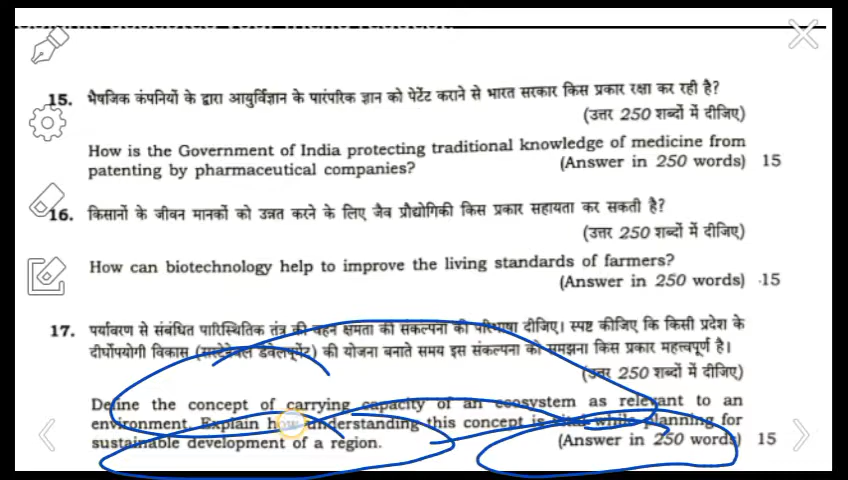 15. भैषजिक कंपनियों के द्वारा आयुर्विज्ञान के पारंपरिक ज्ञान को पेटेंट कराने से भारत सरकार किस प्रकार रक्षा कर रही है?
(उत्तर 250 शब्दों में दीजिए)
How is the Government of India protecting traditional knowledge of medicine from
patenting by pharmaceutical companies? (Answer in 250 words) 15
16. किसानों के जीवन मानकों को उन्नत करने के लिए जैव प्रौद्योगिकी किस प्रकार सहायता कर सकती है?
(उत्तर 250 शब्दों में दीजिए)
How can biotechnology help to improve the living standards of farmers?
(Answer in 250 words) 15
17. पर्यावरण से संबंधित पारिस्थितिक तंत्र की वहन क्षमता की संकल्पना की परिभाषा दीजिए। स्पष्ट कीजिए कि किसी प्रदेश के
दीर्घोपयोगी विकास (सस्टेनेबल डेवेलपमेंट) की योजना बनाते समय इस संकल्पना को समझना किस प्रकार महत्त्वपूर्ण है।
(उत्तर 250 शब्दों में दीजिए)
Define the concept of carrying capacity of an ecosystem as relevant to an
environment. Explain how understanding this concept is vital while planning for
sustainable development of a region. (Answer in 250 words) 15